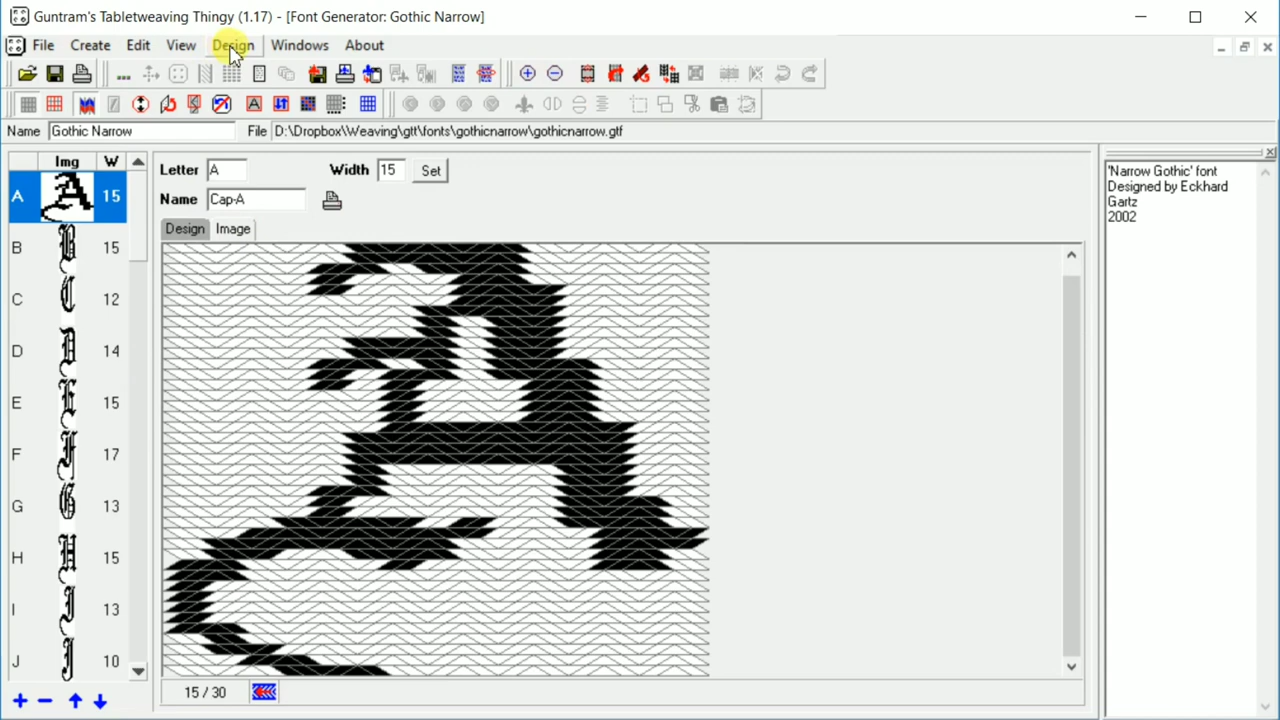 Guntram's Tabletweaving Thingy (1.17) - [Font Generator: Gothic Narrow]
File Create Edit View Design Windows About
Name Gothic Narrow File D:\Dropbox\Weaving\gtt\fonts\gothicnarrow\gothicnarrow.gtf
Img W
A A 15
B B 15
C C 12
D D 14
E E 15
F F 17
G G 13
H H 15
I I 13
J J 10
Letter A Width 15 Set
Name Cap-A
Design Image
15 / 30
'Narrow Gothic' font
Designed by Eckhard
Gartz
2002